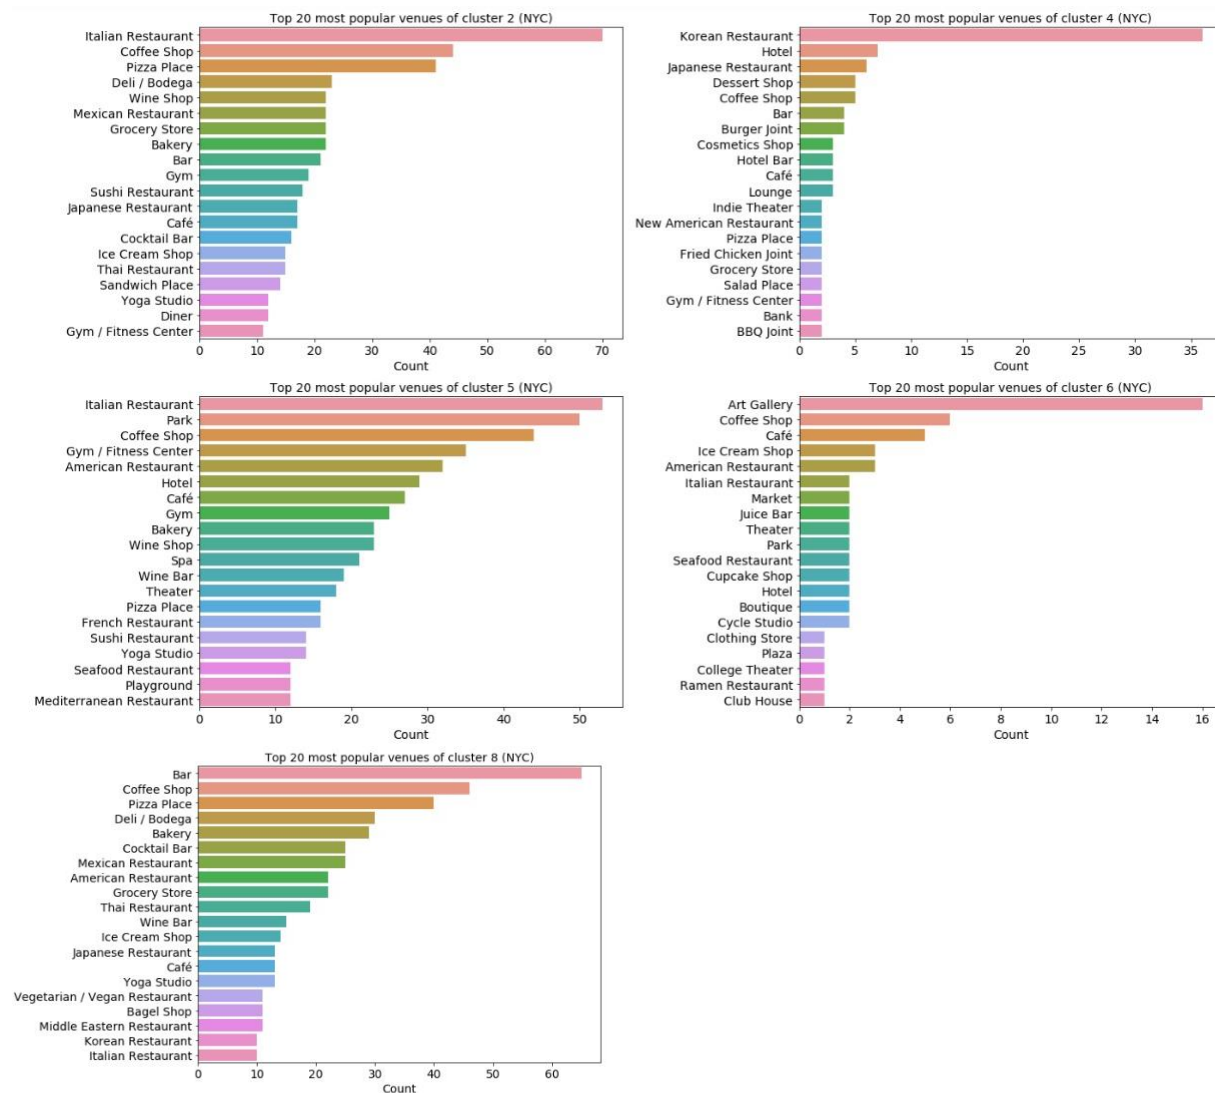 Top 20 most popular venues of cluster 2 (NYC)
Italian Restaurant
Coffee Shop
Pizza Place
Deli / Bodega
Wine Shop
Mexican Restaurant
Grocery Store
Bakery
Bar
Gym
Sushi Restaurant
Japanese Restaurant
Café
Cocktail Bar
Ice Cream Shop
Thai Restaurant
Sandwich Place
Yoga Studio
Diner
Gym / Fitness Center
0 10 20 30 40 50 60 70
Count
Top 20 most popular venues of cluster 4 (NYC)
Korean Restaurant
Hotel
Japanese Restaurant
Dessert Shop
Coffee Shop
Bar
Burger Joint
Cosmetics Shop
Hotel Bar
Café
Lounge
Indie Theater
New American Restaurant
Pizza Place
Fried Chicken Joint
Grocery Store
Salad Place
Gym / Fitness Center
Bank
BBQ Joint
0 5 10 15 20 25 30 35
Count
Top 20 most popular venues of cluster 5 (NYC)
Italian Restaurant
Park
Coffee Shop
Gym / Fitness Center
American Restaurant
Hotel
Café
Gym
Bakery
Wine Shop
Spa
Wine Bar
Theater
Pizza Place
French Restaurant
Sushi Restaurant
Yoga Studio
Seafood Restaurant
Playground
Mediterranean Restaurant
0 10 20 30 40 50
Count
Top 20 most popular venues of cluster 6 (NYC)
Art Gallery
Coffee Shop
Café
Ice Cream Shop
American Restaurant
Italian Restaurant
Market
Juice Bar
Theater
Park
Seafood Restaurant
Cupcake Shop
Hotel
Boutique
Cycle Studio
Clothing Store
Plaza
College Theater
Ramen Restaurant
Club House
0 2 4 6 8 10 12 14 16
Count
Top 20 most popular venues of cluster 8 (NYC)
Bar
Coffee Shop
Pizza Place
Deli / Bodega
Bakery
Cocktail Bar
Mexican Restaurant
American Restaurant
Grocery Store
Thai Restaurant
Wine Bar
Ice Cream Shop
Japanese Restaurant
Café
Yoga Studio
Vegetarian / Vegan Restaurant
Bagel Shop
Middle Eastern Restaurant
Korean Restaurant
Italian Restaurant
0 10 20 30 40 50 60
Count